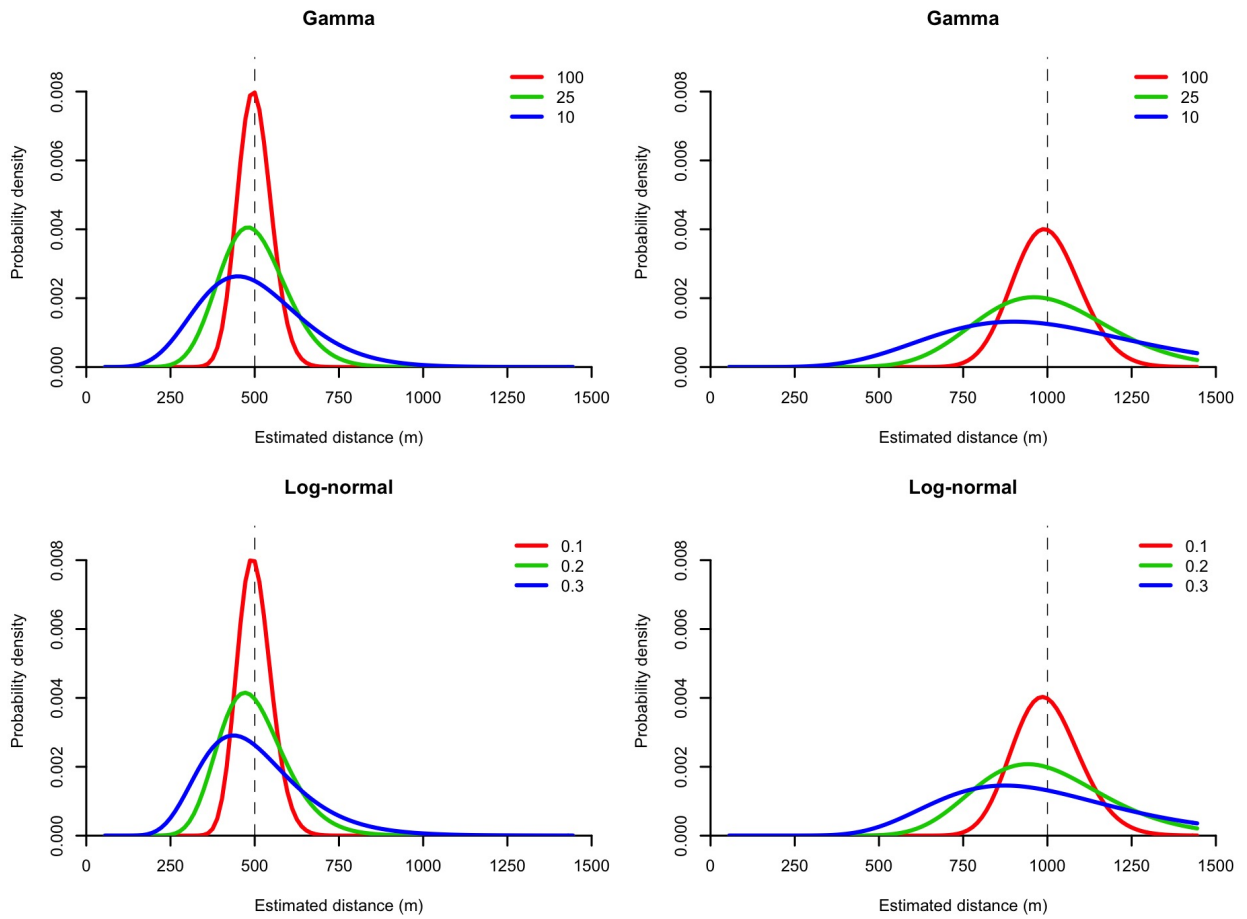 Gamma
100
25
10
Probability density
0.000 0.002 0.004 0.006 0.008
0 250 500 750 1000 1250 1500
Estimated distance (m)
Gamma
100
25
10
Probability density
0.000 0.002 0.004 0.006 0.008
0 250 500 750 1000 1250 1500
Estimated distance (m)
Log-normal
0.1
0.2
0.3
Probability density
0.000 0.002 0.004 0.006 0.008
0 250 500 750 1000 1250 1500
Estimated distance (m)
Log-normal
0.1
0.2
0.3
Probability density
0.000 0.002 0.004 0.006 0.008
0 250 500 750 1000 1250 1500
Estimated distance (m)